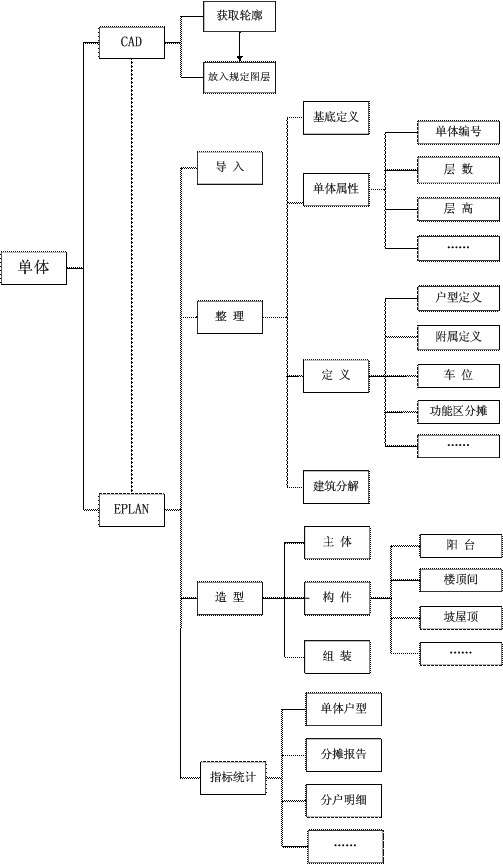 单体
CAD
获取轮廓
放入规定图层
EPLAN
导 入
整 理
基底定义
单体属性
单体编号
层 数
层 高
……
定 义
户型定义
附属定义
车 位
功能区分摊
……
建筑分解
造 型
主 体
构 件
阳 台
楼顶间
坡屋顶
……
组 装
指标统计
单体户型
分摊报告
分户明细
……